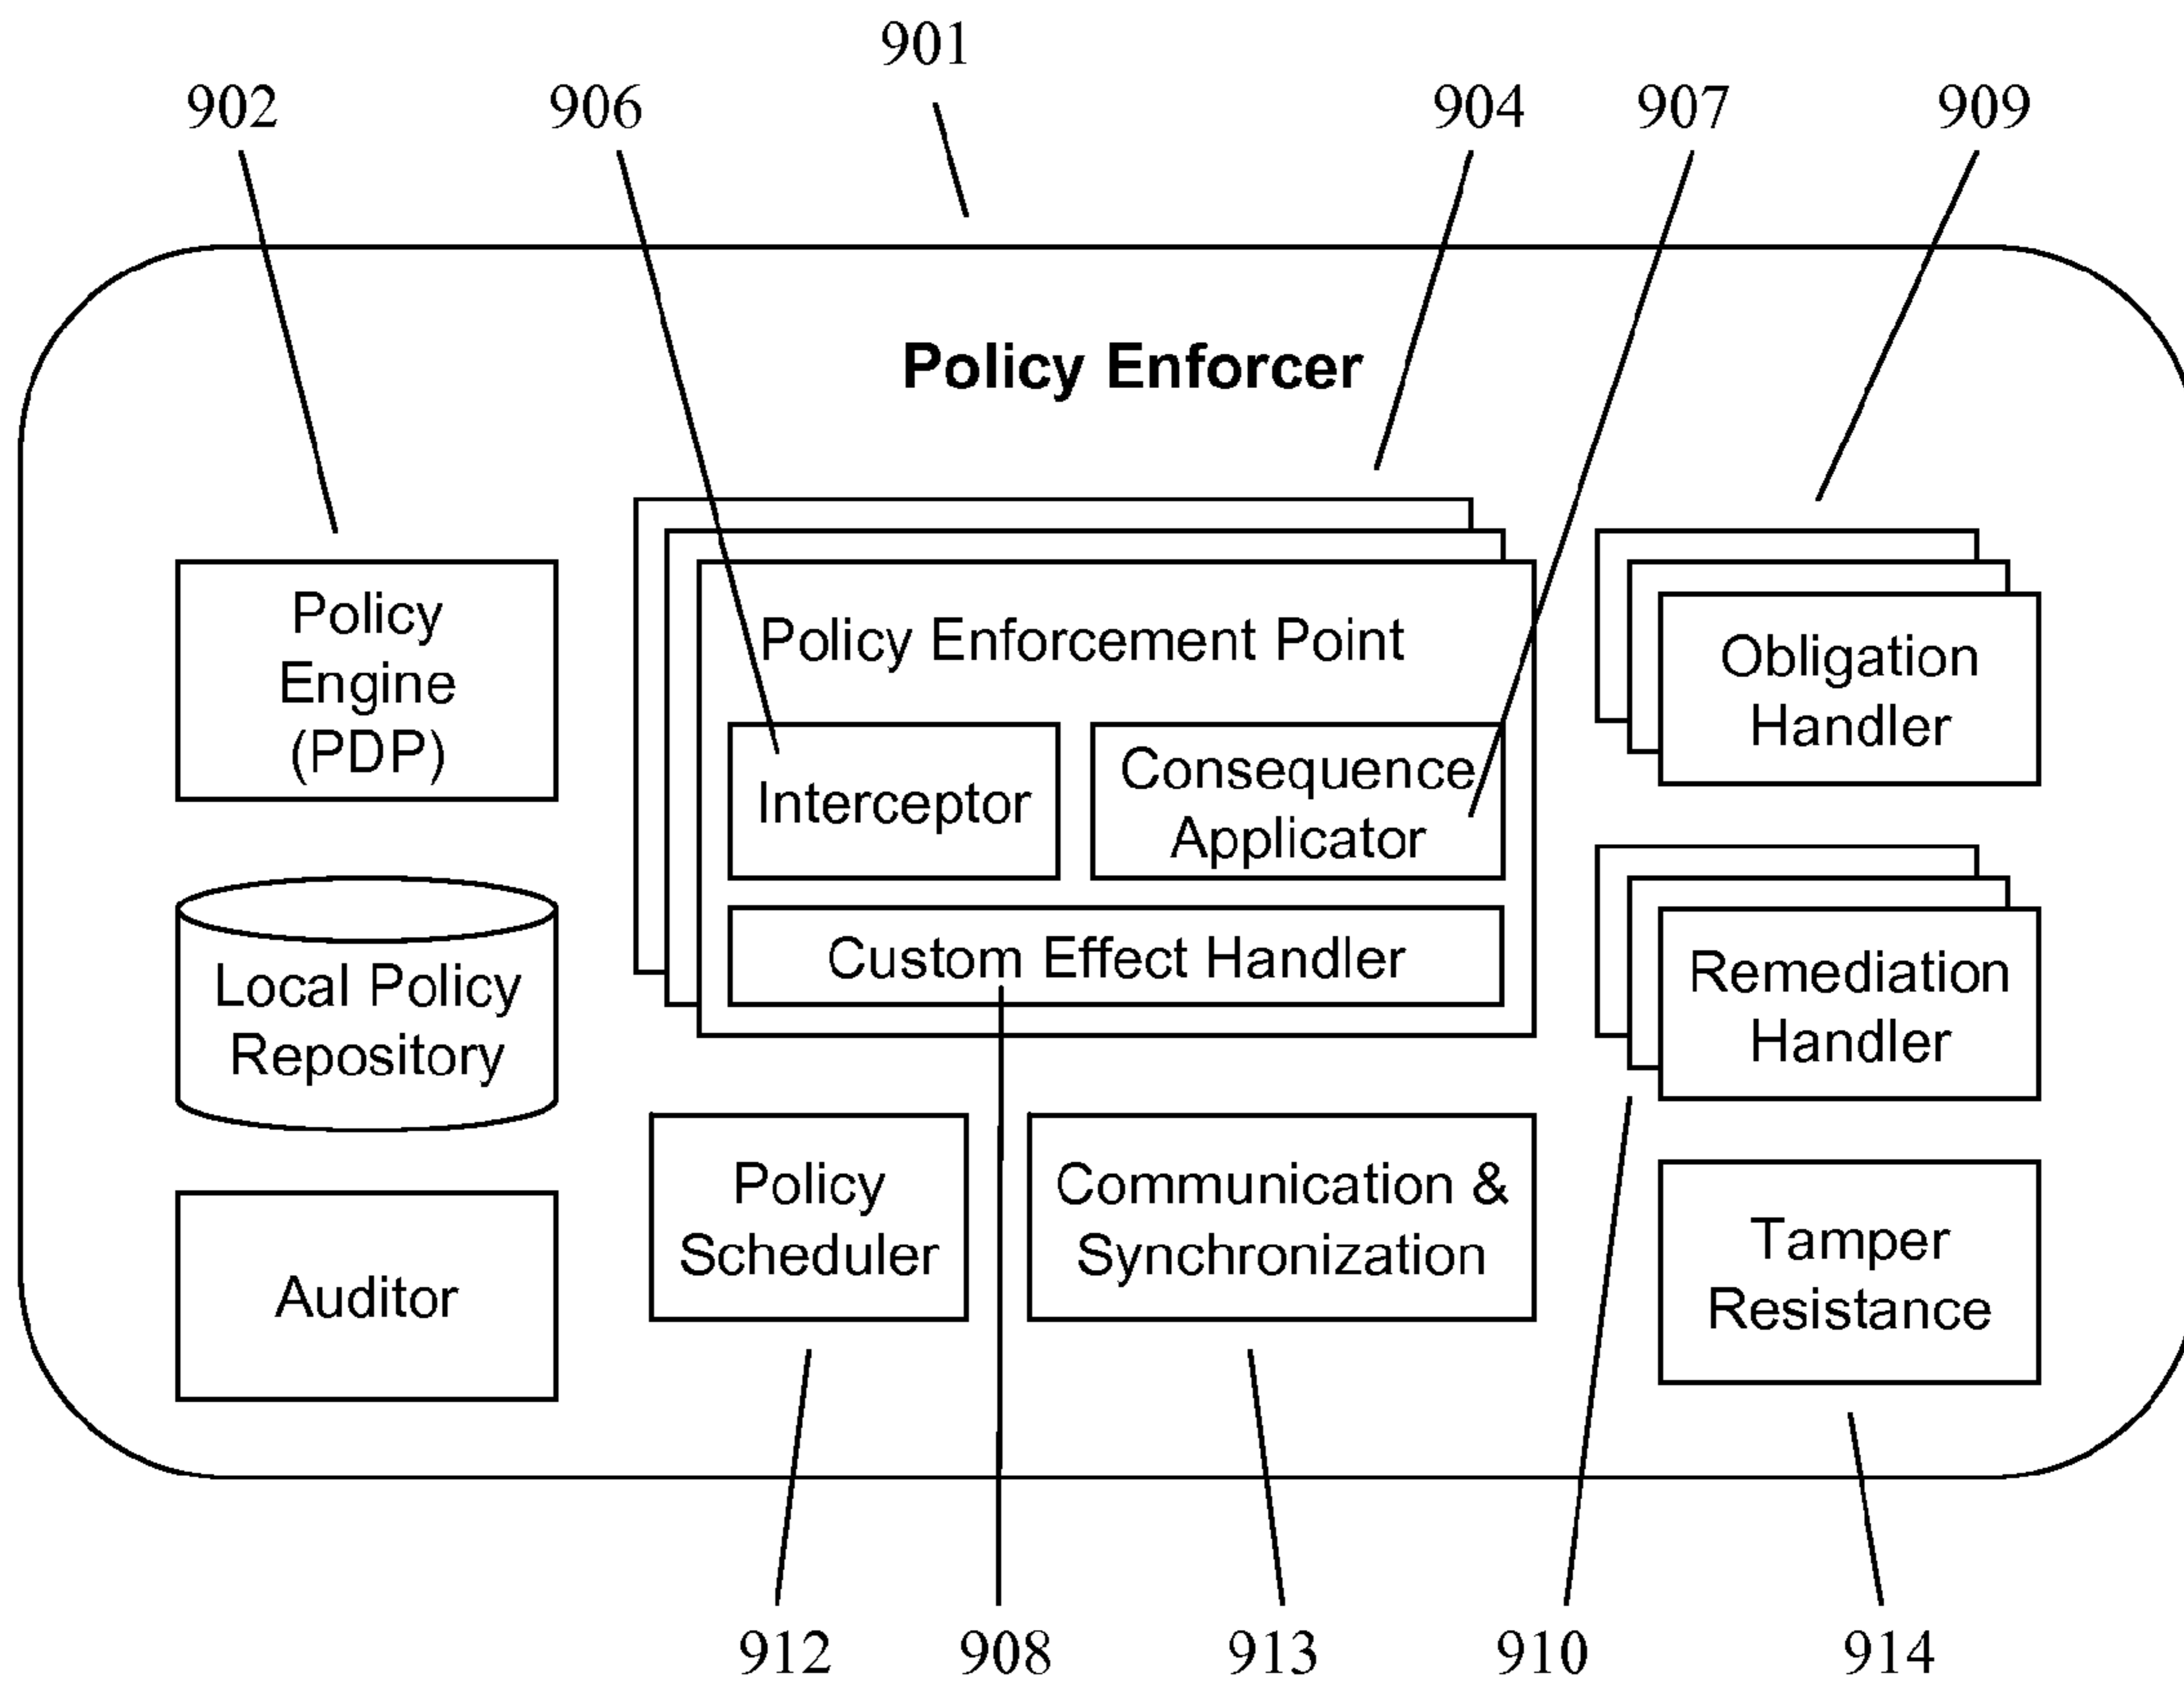 901
902
906
904
907
909
Policy Enforcer
Policy
Engine
(PDP)
Policy Enforcement Point
Interceptor
Consequence
Applicator
Custom Effect Handler
Obligation
Handler
Local Policy
Repository
Remediation
Handler
Auditor
Policy
Scheduler
Communication &
Synchronization
Tamper
Resistance
912
908
913
910
914